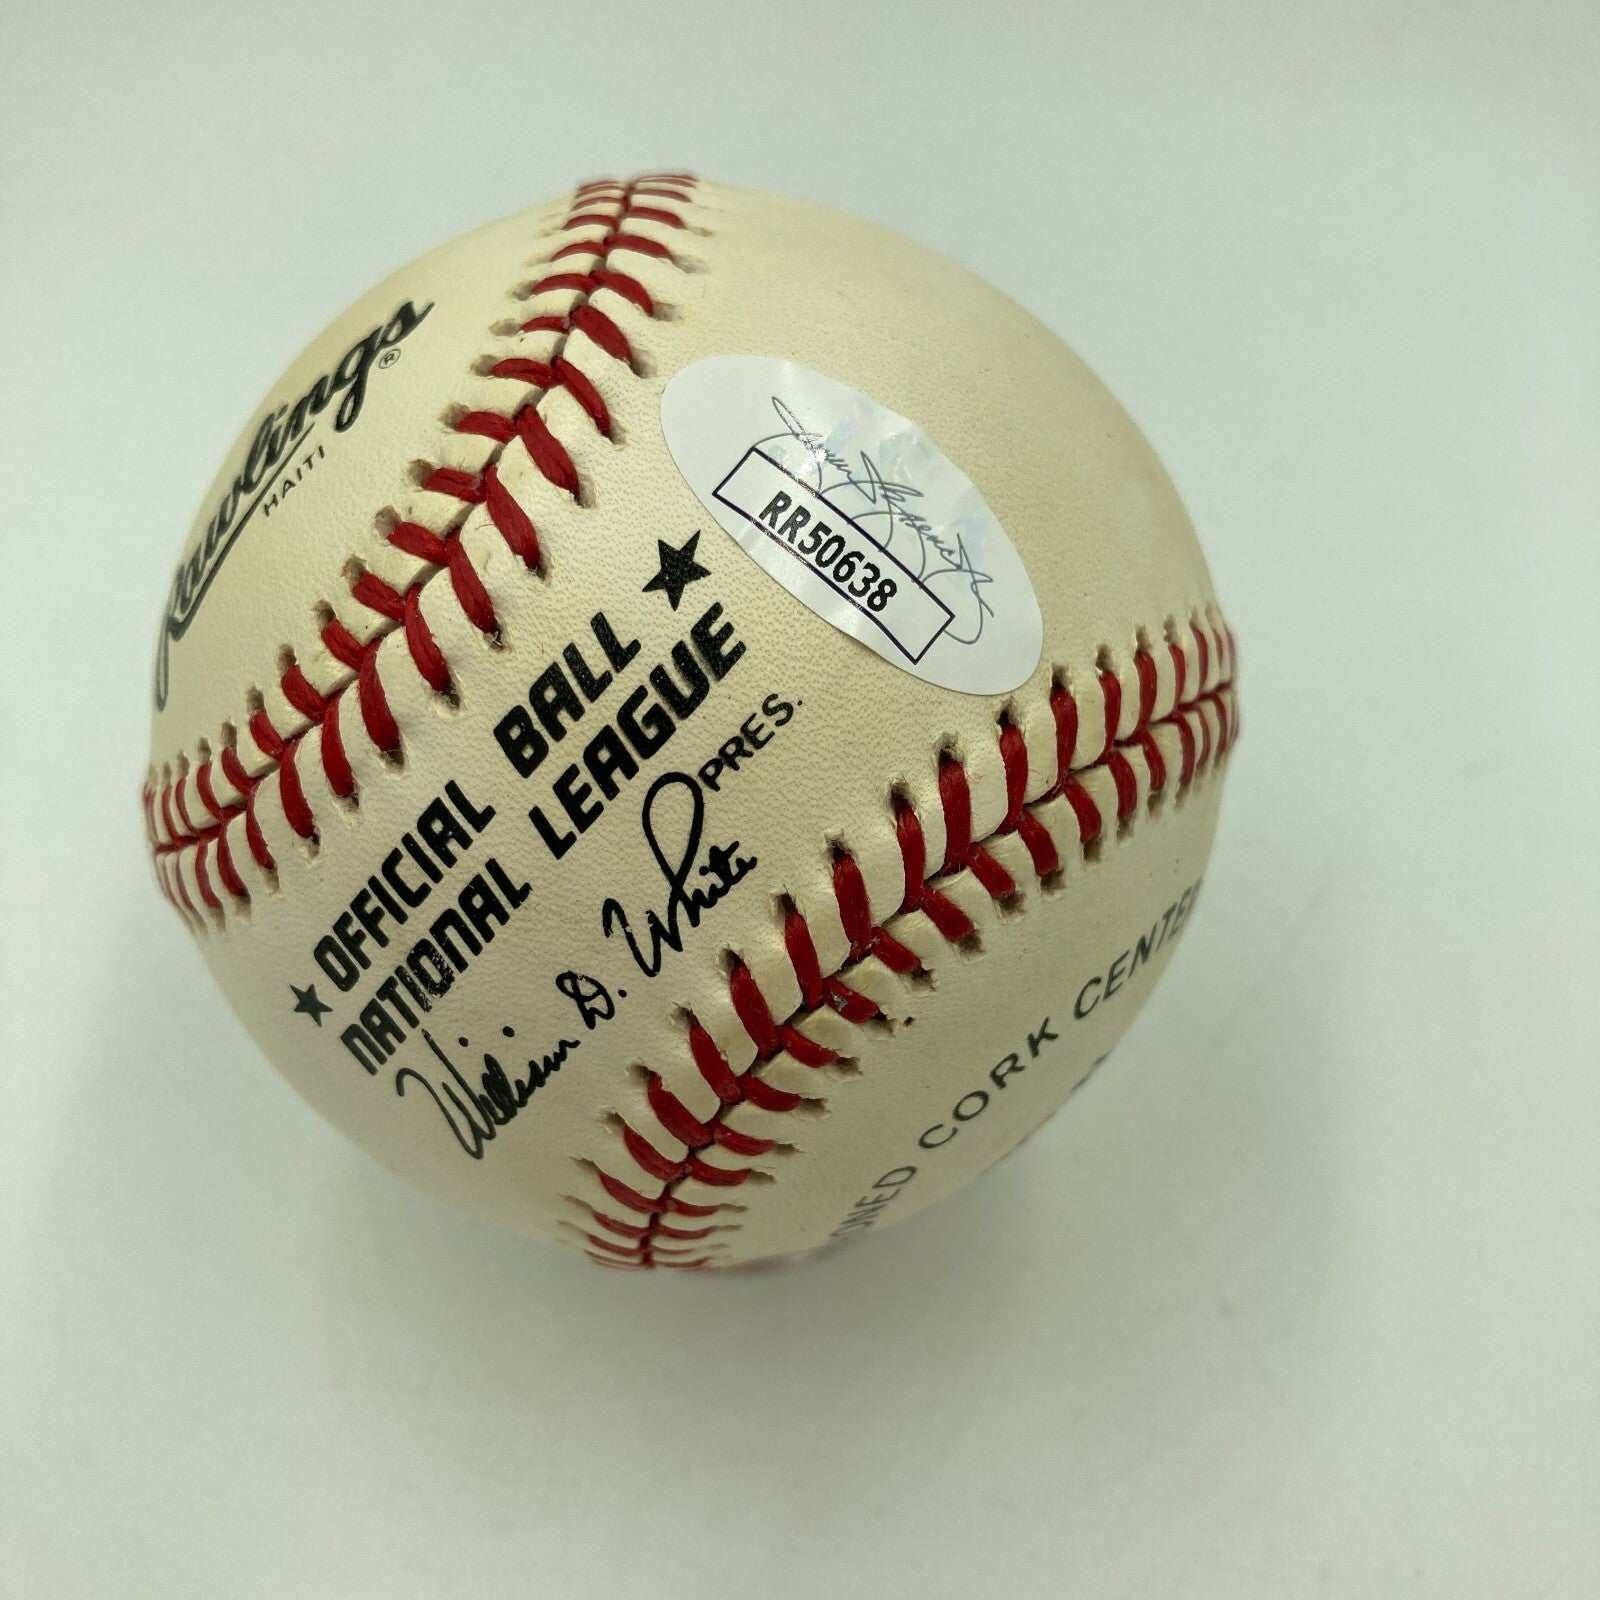 Rawlings®
HAITI
RR50638
★ OFFICIAL BALL ★
NATIONAL LEAGUE
William D. White PRES.
CORK CENTER